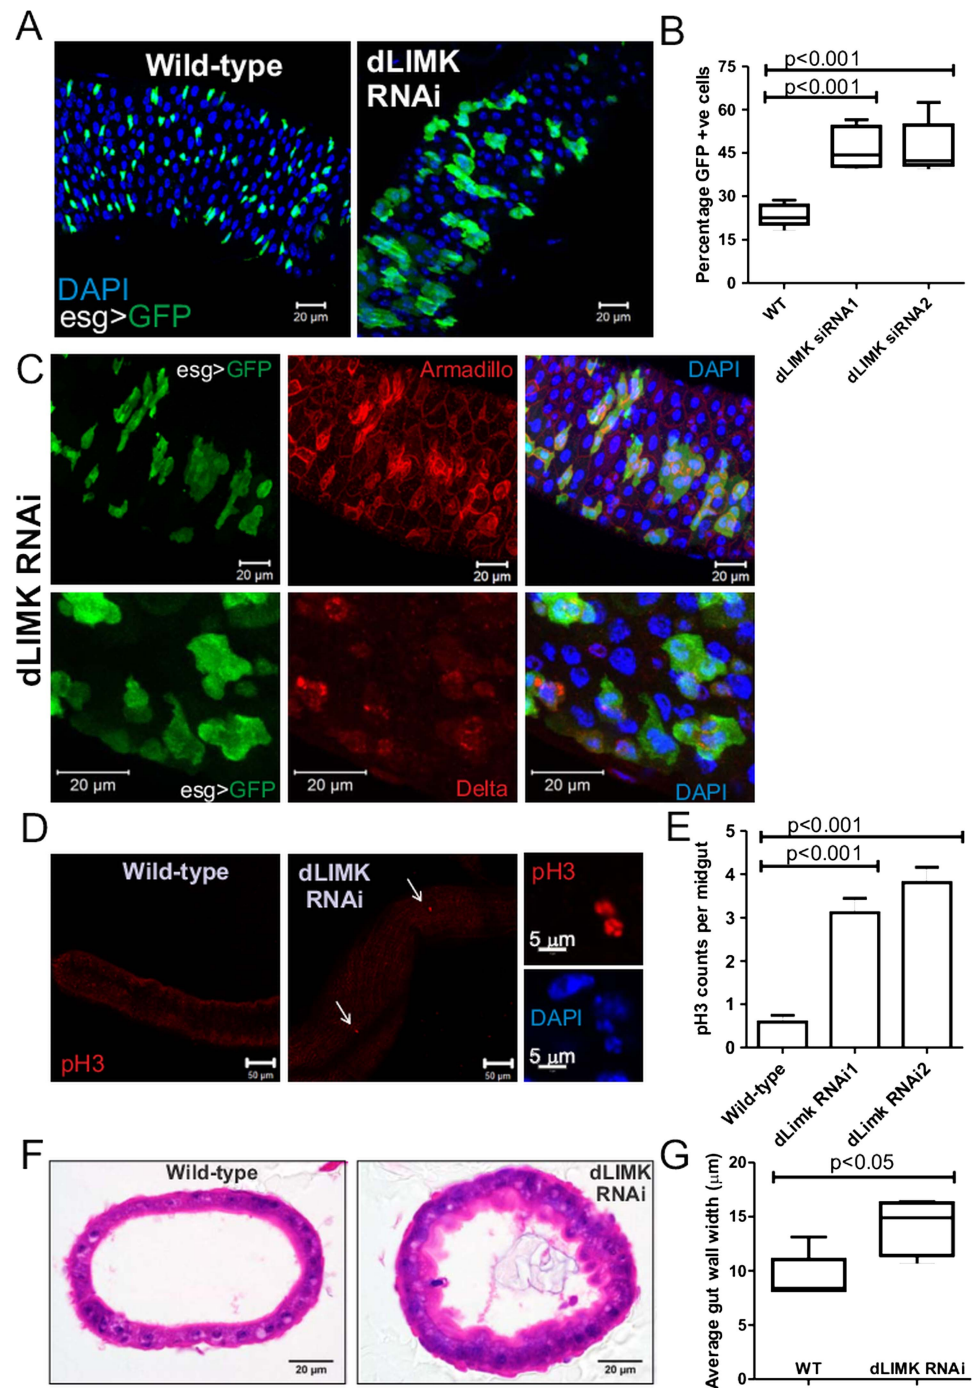 A
Wild-type
dLIMK
RNAi
DAPI
esg>GFP
20 µm
20 µm
B
p<0.001
p<0.001
Percentage GFP +ve cells
75
60
45
30
15
0
WT
dLIMK siRNA1
dLIMK siRNA2
C
dLIMK RNAi
esg>GFP
Armadillo
DAPI
20 µm
20 µm
20 µm
20 µm
esg>GFP
20 µm
Delta
20 µm
DAPI
D
Wild-type
dLIMK
RNAi
pH3
5 µm
DAPI
5 µm
pH3
50 µm
50 µm
E
p<0.001
p<0.001
pH3 counts per midgut
5
4
3
2
1
0
Wild-type
dLimk RNAi1
dLimk RNAi2
F
Wild-type
dLIMK
RNAi
20 µm
20 µm
G
p<0.05
Average gut wall width (µm)
20
15
10
5
0
WT
dLIMK RNAi